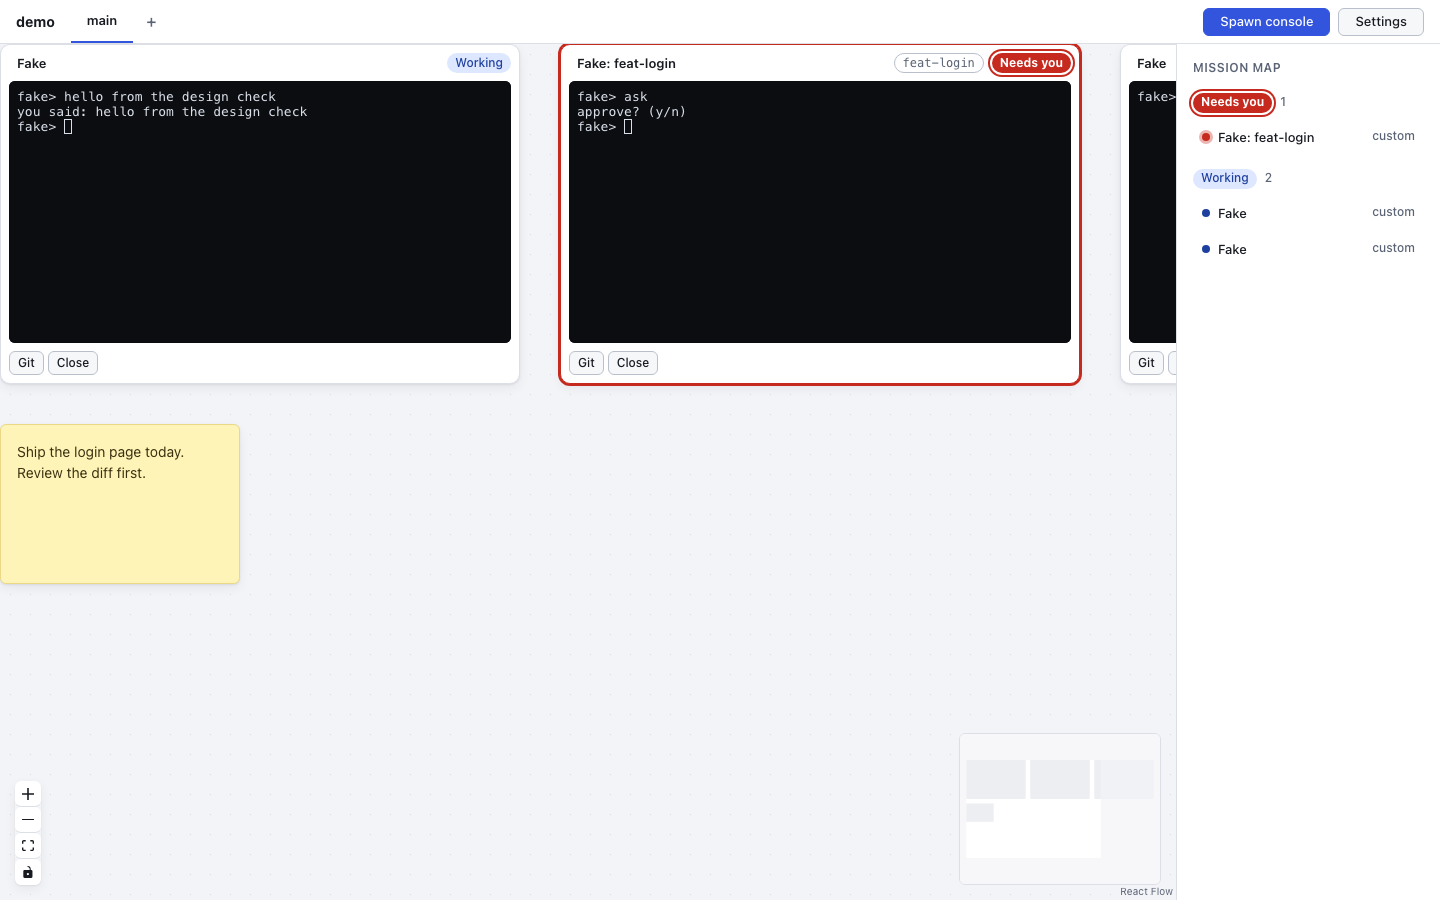 demo
main
+
Spawn console
Settings
Fake
Working
fake> hello from the design check
you said: hello from the design check
fake>
Git
Close
Fake: feat-login
feat-login
Needs you
fake> ask
approve? (y/n)
fake>
Git
Close
Fake
fake>
Git
MISSION MAP
Needs you 1
Fake: feat-login custom
Working 2
Fake custom
Fake custom
Ship the login page today.
Review the diff first.
React Flow